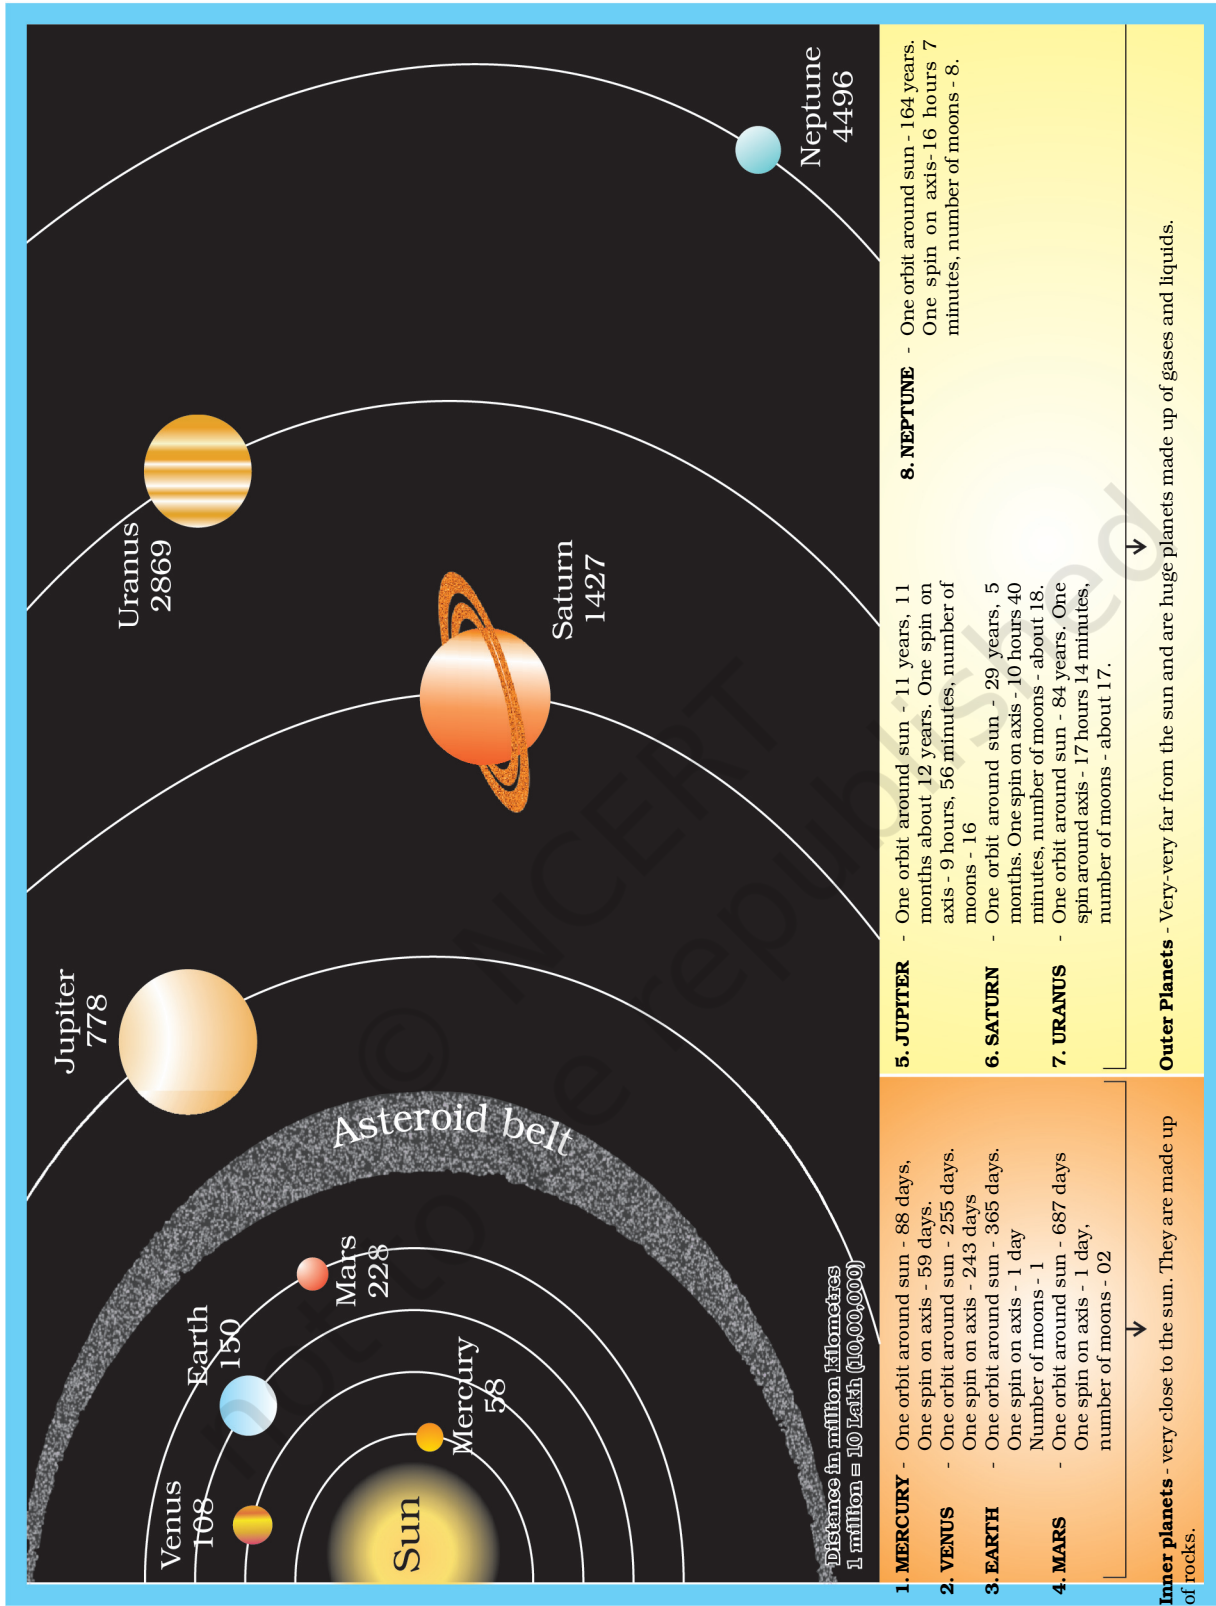 Sun
Mercury
58
Venus
108
Earth
150
Mars
228
Asteroid belt
Jupiter
778
Saturn
1427
Uranus
2869
Neptune
4496
Distance in million kilometres
1 million = 10 Lakh (10,00,000)
1. MERCURY - One orbit around sun - 88 days,
One spin on axis - 59 days.
2. VENUS - One orbit around sun - 255 days.
One spin on axis - 243 days
3. EARTH - One orbit around sun - 365 days.
One spin on axis - 1 day
Number of moons - 1
4. MARS - One orbit around sun - 687 days
One spin on axis - 1 day,
number of moons - 02
Inner planets - very close to the sun. They are made up
of rocks.
5. JUPITER - One orbit around sun - 11 years, 11
months about 12 years. One spin on
axis - 9 hours, 56 minutes, number of
moons - 16
6. SATURN - One orbit around sun - 29 years, 5
months. One spin on axis - 10 hours 40
minutes, number of moons - about 18.
7. URANUS - One orbit around sun - 84 years. One
spin around axis - 17 hours 14 minutes,
number of moons - about 17.
8. NEPTUNE - One orbit around sun - 164 years.
One spin on axis-16 hours 7
minutes, number of moons - 8.
Outer Planets - Very-very far from the sun and are huge planets made up of gases and liquids.
© NCERT
not to be republished